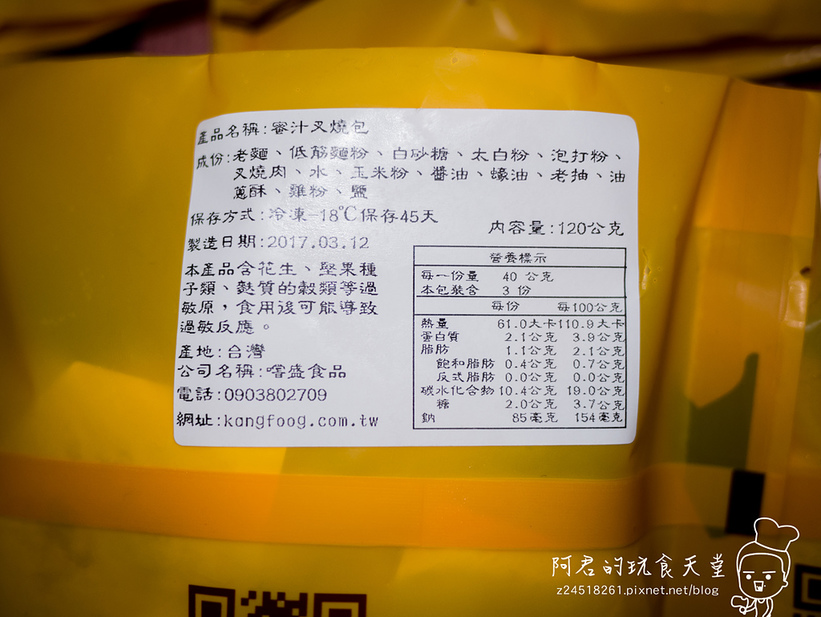 產品名稱:蜜汁叉燒包
成份:老麵、低筋麵粉、白砂糖、太白粉、泡打粉、
叉燒肉、水、玉米粉、醬油、蠔油、老抽、油
蔥酥、雞粉、鹽
保存方式:冷凍-18℃保存45天
內容量:120公克
製造日期:2017.03.12
本產品含花生、堅果種
子類、麩質的穀類等過
敏原，食用後可能導致
過敏反應。
產地:台灣
公司名稱:嚐盛食品
電話:0903802709
網址:kangfoog.com.tw
營養標示
每一份量 40 公克
本包裝含 3 份
每份 每100公克
熱量 61.0大卡 110.9大卡
蛋白質 2.1公克 3.9公克
脂肪 1.1公克 2.1公克
飽和脂肪 0.4公克 0.7公克
反式脂肪 0.0公克 0.0公克
碳水化合物 10.4公克 19.0公克
糖 2.0公克 3.7公克
鈉 85毫克 154毫克
阿君的玩食天堂
z24518261.pixnet.net/blog